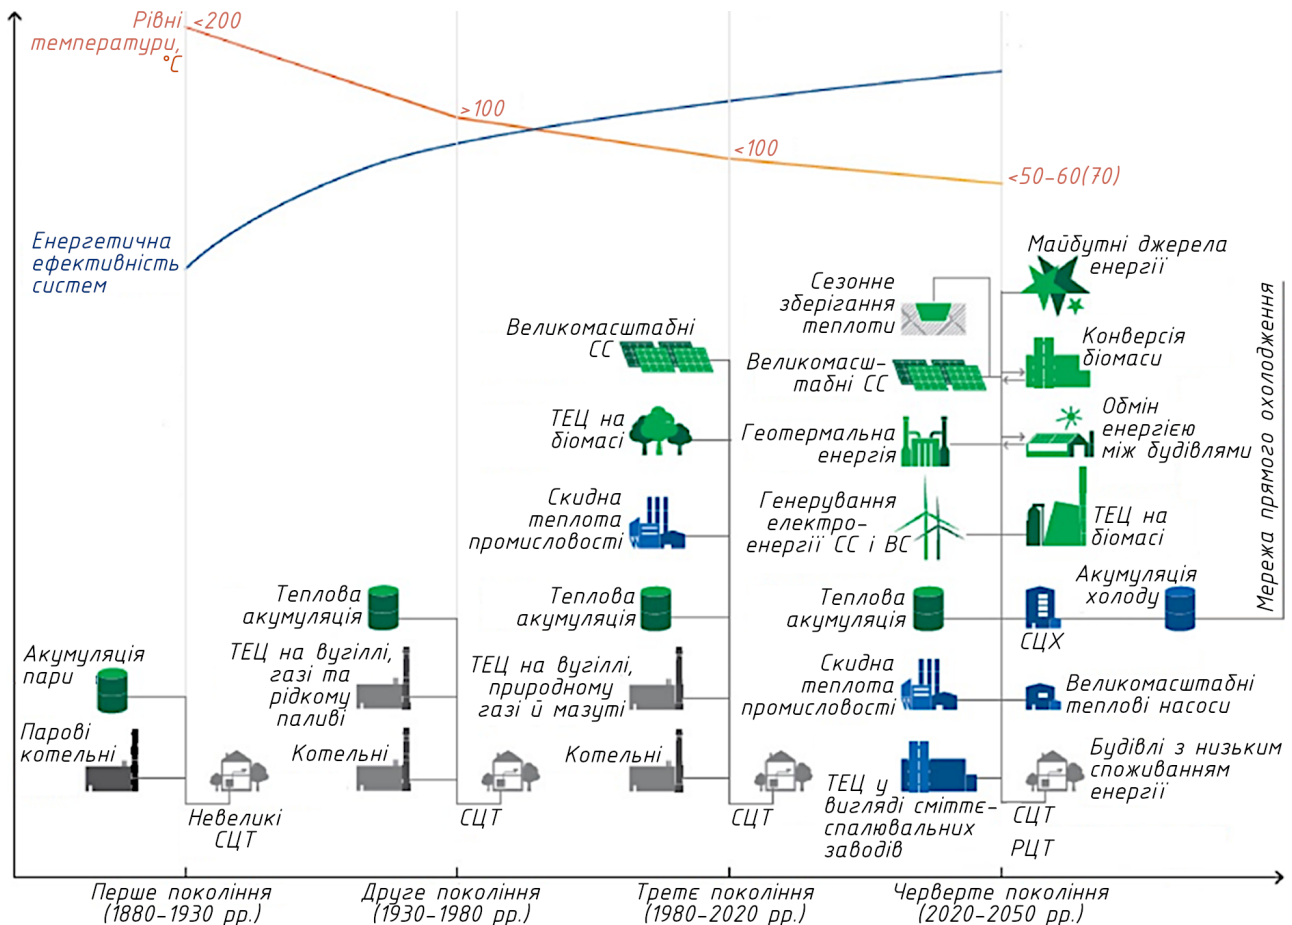 Рівні
температури,
°С
<200
>100
<100
<50-60(70)
Енергетична
ефективність
систем
Акумуляція
пари
Парові
котельні
Невеликі
СЦТ
Теплова
акумуляція
ТЕЦ на вугіллі,
газі та
рідкому
паливі
Котельні
СЦТ
Великомасштабні
СС
ТЕЦ на
біомасі
Скидна
теплота
промисловості
Теплова
акумуляція
ТЕЦ на вугіллі,
природному
газі й мазуті
Котельні
СЦТ
Сезонне
зберігання
теплоти
Великомасш-
табні СС
Геотермальна
енергія
Генерування
електро-
енергії СС і ВС
Теплова
акумуляція
Скидна
теплота
промисловості
ТЕЦ у
вигляді сміттє-
спалювальних
заводів
Майбутні джерела
енергії
Конверсія
біомаси
Обмін
енергією
між будівлями
ТЕЦ на
біомасі
Акумуляція
холоду
СЦХ
Великомасштабні
теплові насоси
Будівлі з низьким
споживанням
енергії
СЦТ
РЦТ
Мережа прямого охолодження
Перше покоління
(1880-1930 рр.)
Друге покоління
(1930-1980 рр.)
Третє покоління
(1980-2020 рр.)
Червертe покоління
(2020-2050 рр.)